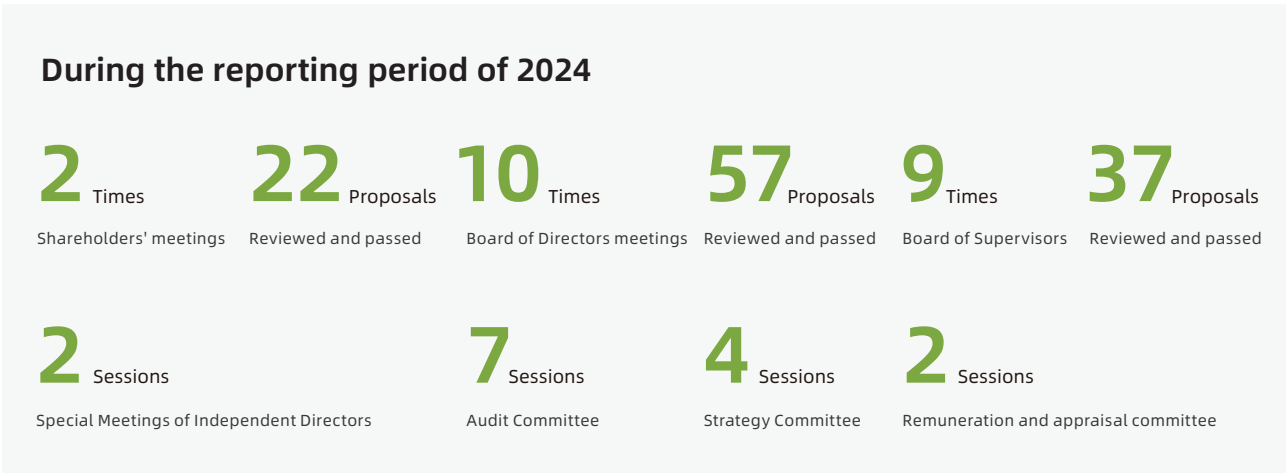 During the reporting period of 2024
2 Times 22 Proposals 10 Times 57 Proposals 9 Times 37 Proposals
Shareholders' meetings Reviewed and passed Board of Directors meetings Reviewed and passed Board of Supervisors Reviewed and passed
2 Sessions 7 Sessions 4 Sessions 2 Sessions
Special Meetings of Independent Directors Audit Committee Strategy Committee Remuneration and appraisal committee